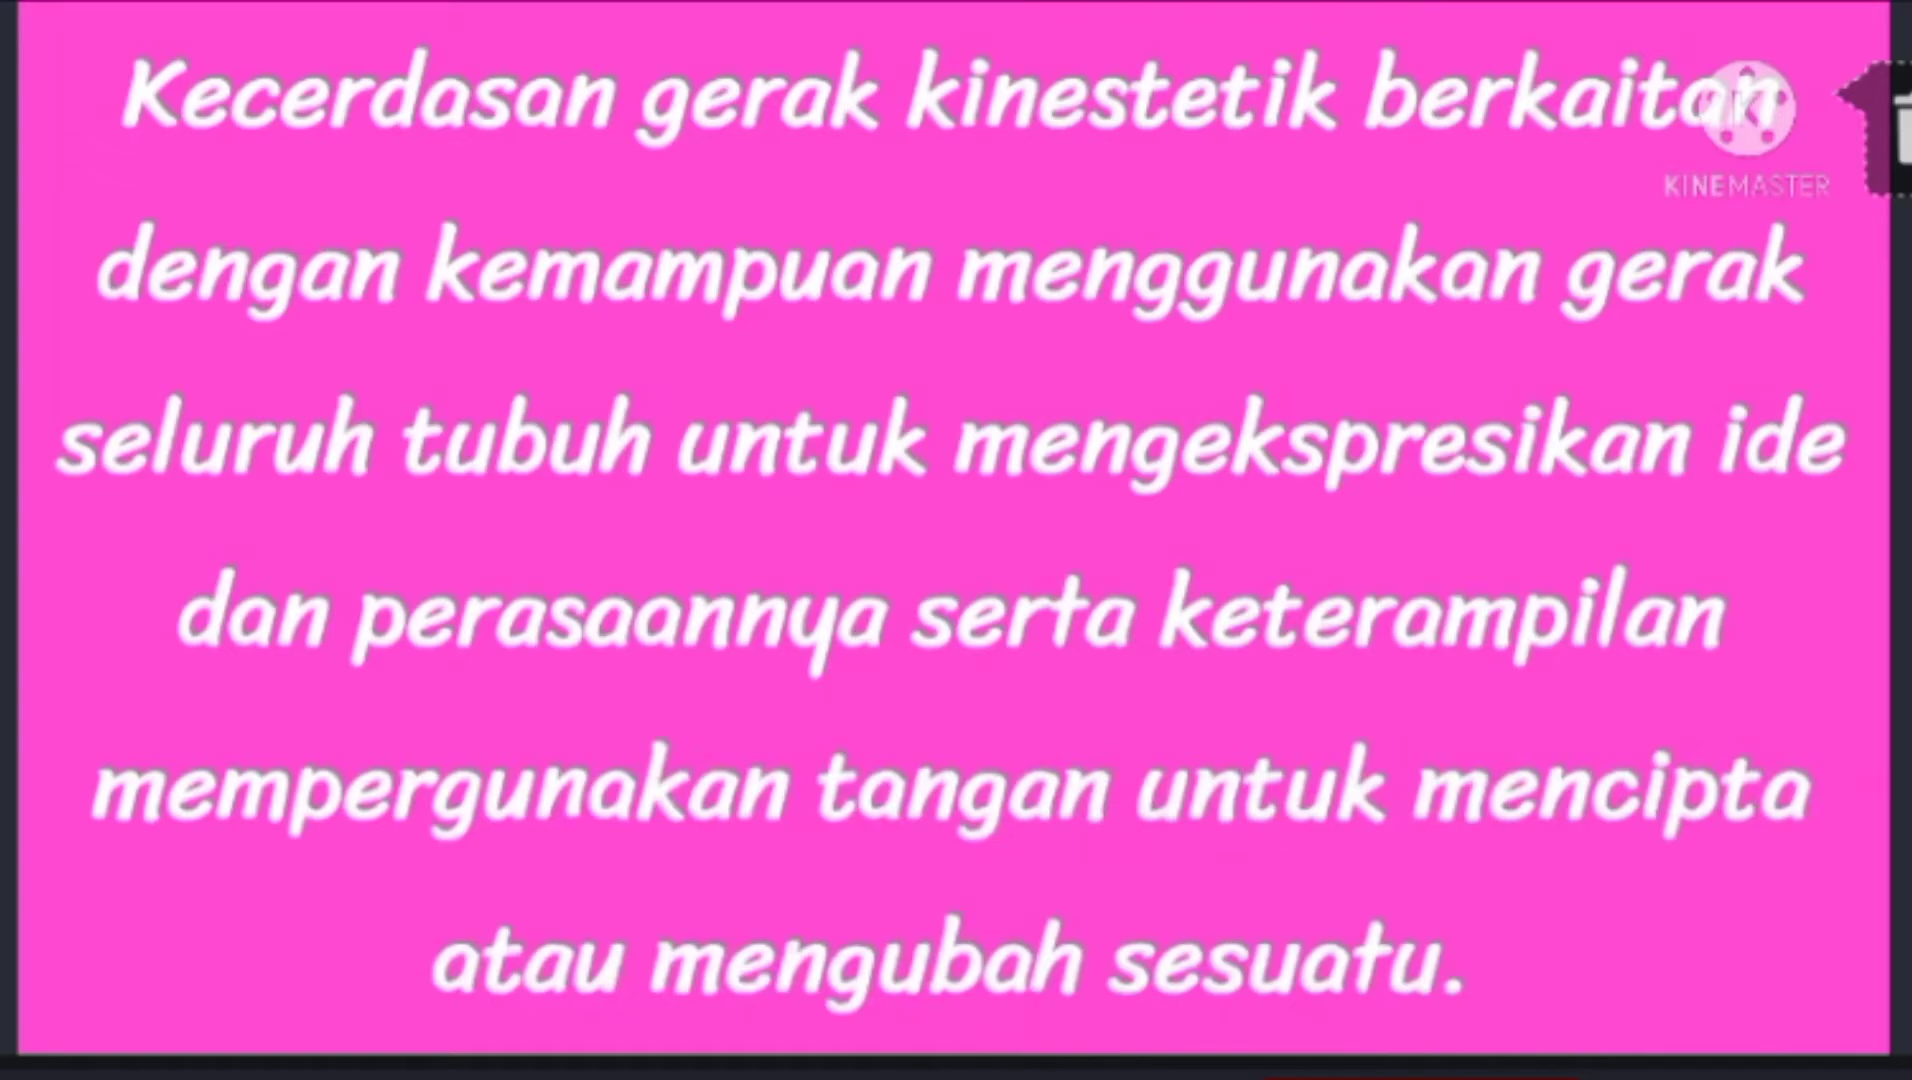 Kecerdasan gerak kinestetik berkaitan
KINEMASTER
dengan kemampuan menggunakan gerak
seluruh tubuh untuk mengekspresikan ide
dan perasaannya serta keterampilan
mempergunakan tangan untuk mencipta
atau mengubah sesuatu.